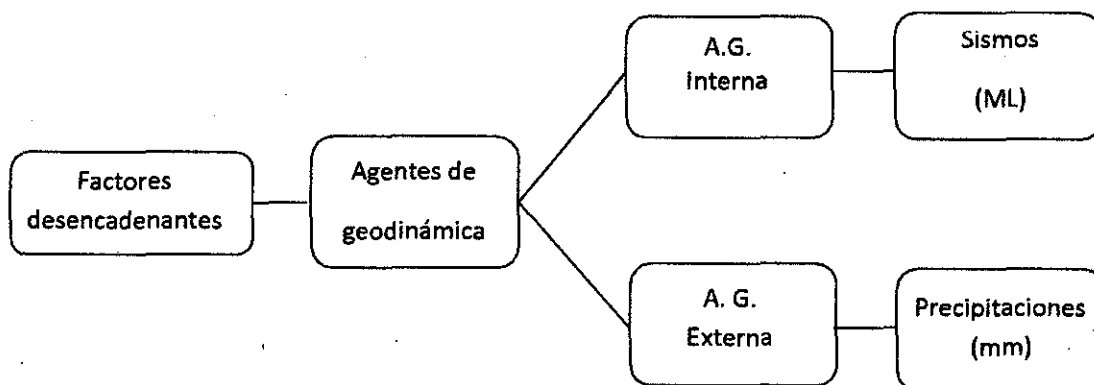 Factores
desencadenantes
Agentes de
geodinámica
A.G.
Interna
Sismos
(ML)
A. G.
Externa
Precipitaciones
(mm)